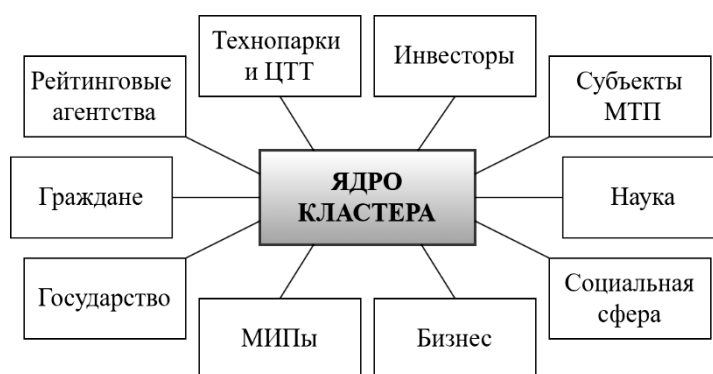 Технопарки
и ЦТТ
Инвесторы
Рейтинговые
агентства
Субъекты
МТП
Граждане
ЯДРО
КЛАСТЕРА
Наука
Государство
Социальная
сфера
МИПы
Бизнес